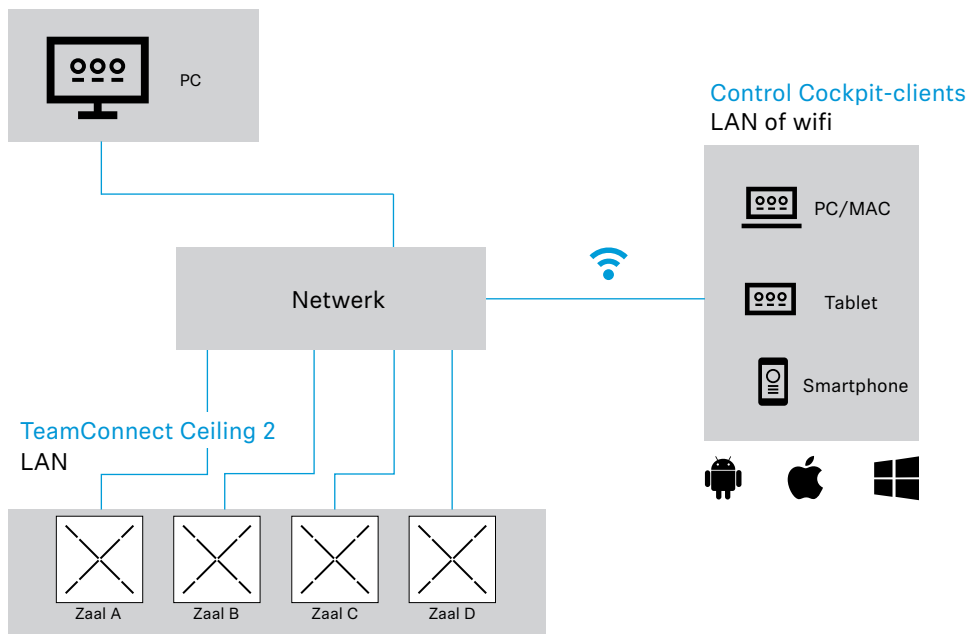 PC
Control Cockpit-clients
LAN of wifi
PC/MAC
Tablet
Smartphone
Netwerk
TeamConnect Ceiling 2
LAN
Zaal A
Zaal B
Zaal C
Zaal D